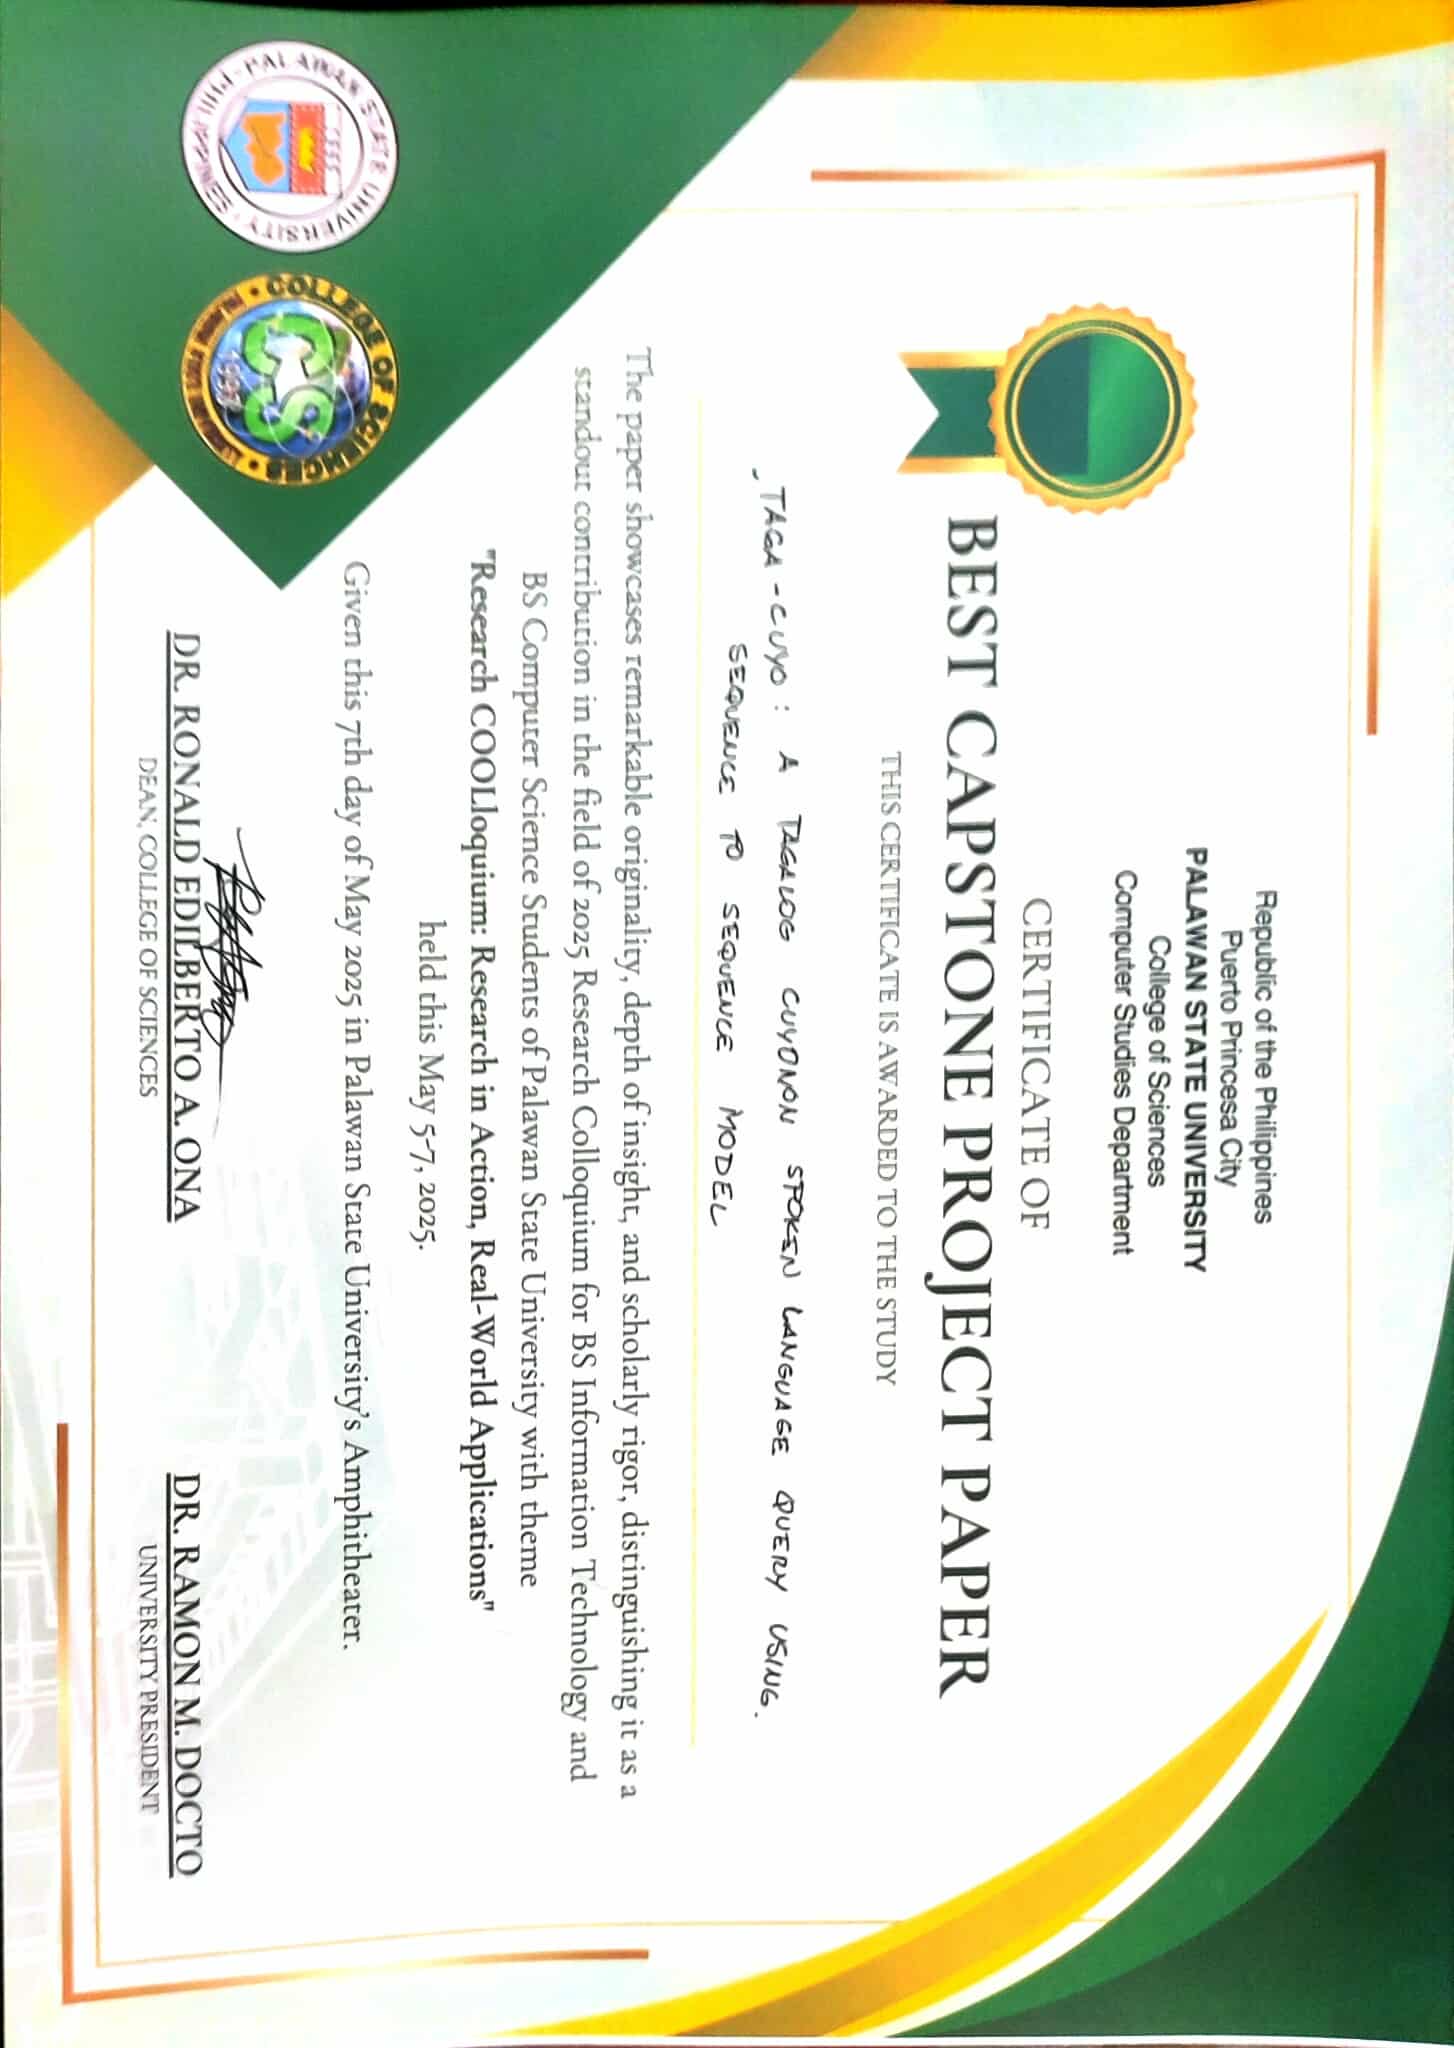 Republic of the Philippines
Puerto Princesa City
PALAWAN STATE UNIVERSITY
College of Sciences
Computer Studies Department
CERTIFICATE OF
BEST CAPSTONE PROJECT PAPER
THIS CERTIFICATE IS AWARDED TO THE STUDY
TAGA-CUYO: A TAGALOG CUYONON SPOKEN LANGUAGE QUERY USING
SEQUENCE TO SEQUENCE MODEL
The paper showcases remarkable originality, depth of insight, and scholarly rigor, distinguishing it as a
standout contribution in the field of 2025 Research Colloquium for BS Information Technology and
BS Computer Science Students of Palawan State University with theme
"Research COOLloquium: Research in Action, Real-World Applications"
held this May 5-7, 2025.
Given this 7th day of May 2025 in Palawan State University's Amphitheater.
PALAWAN STATE UNIVERSITY
PHILIPPINES
COLLEGE OF SCIENCES
CS
PALAWAN STATE UNIVERSITY
DR. RONALD EDILBERTO A. ONA
DEAN, COLLEGE OF SCIENCES
DR. RAMON M. DOCTO
UNIVERSITY PRESIDENT